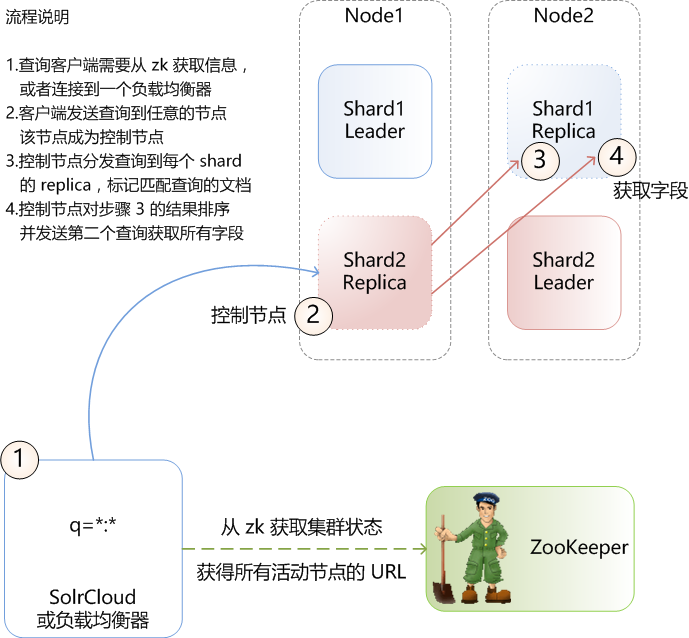 流程说明
1.查询客户端需要从 zk 获取信息，
或者连接到一个负载均衡器
2.客户端发送查询到任意的节点
该节点成为控制节点
3.控制节点分发查询到每个 shard
的 replica，标记匹配查询的文档
4.控制节点对步骤 3 的结果排序
并发送第二个查询获取所有字段
Node1
Node2
Shard1
Leader
Shard1
Replica
3
4
获取字段
Shard2
Replica
Shard2
Leader
控制节点
2
1
q=*:*
SolrCloud
或负载均衡器
从 zk 获取集群状态
获得所有活动节点的 URL
ZOO
ZooKeeper